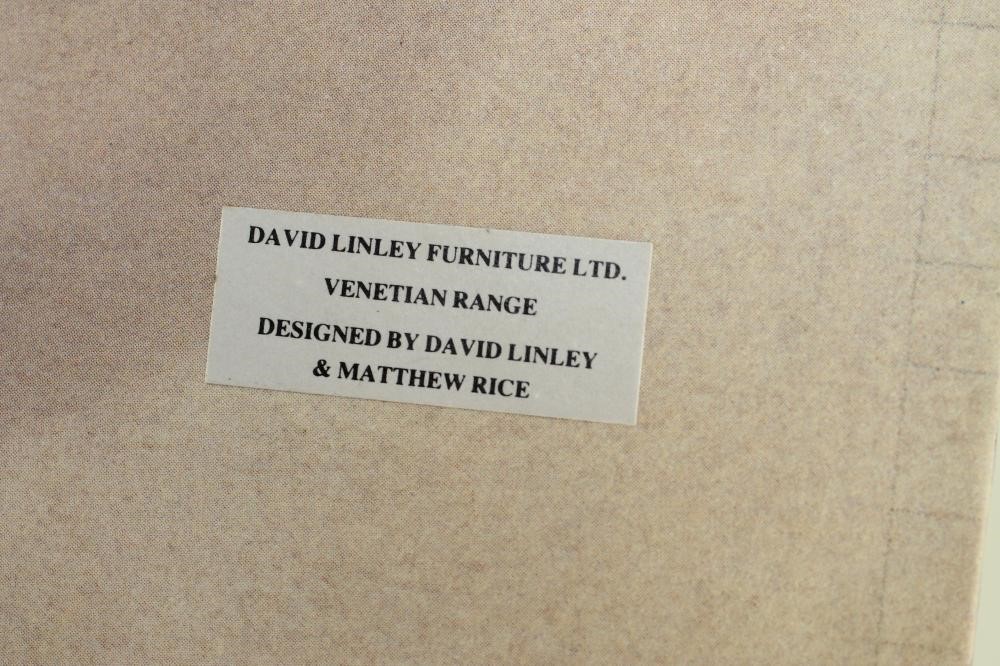 DAVID LINLEY FURNITURE LTD.
VENETIAN RANGE
DESIGNED BY DAVID LINLEY
& MATTHEW RICE